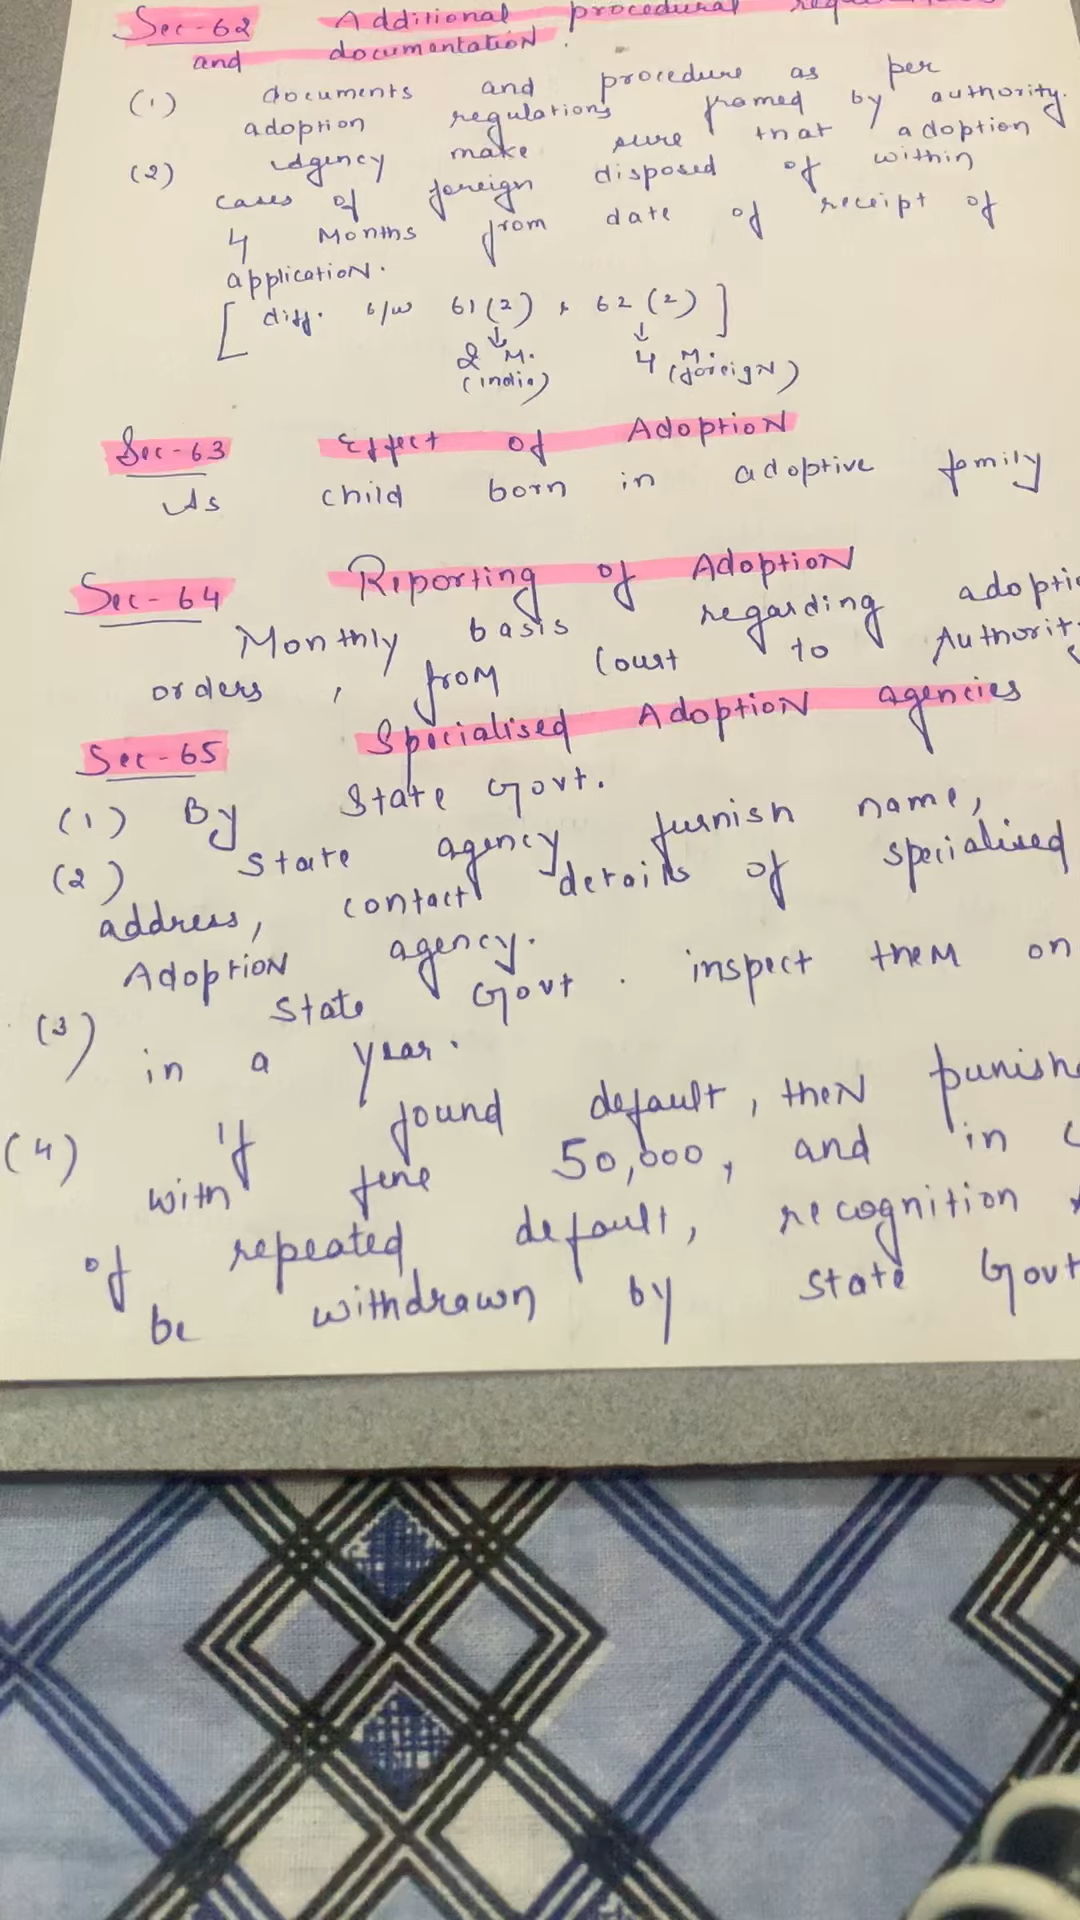 Sec-62 Additional procedural
and documentation.
(1) documents and procedure as per
adoption regulations framed by authority.
(2) Agency make sure that adoption
cases of foreign disposed of within
4 Months from date of receipt of
application.
[diff. b/w 61(2) & 62(2)]
↓ ↓
2 M. 4 M.
(india) (foreign)
Sec-63 Effect of Adoption
As child born in adoptive family
Sec-64 Reporting of Adoption
Monthly basis regarding adoptio
orders, from Court to Authority
Sec-65 Specialised Adoption agencies
(1) By State Govt.
(2) State agency furnish name,
address, contact details of specialised
Adoption agency.
(3) State Govt. inspect them on
in a year.
(4) if found default, then punishe
with fine 50,000, and in c
of repeated default, recognition
be withdrawn by State Govt